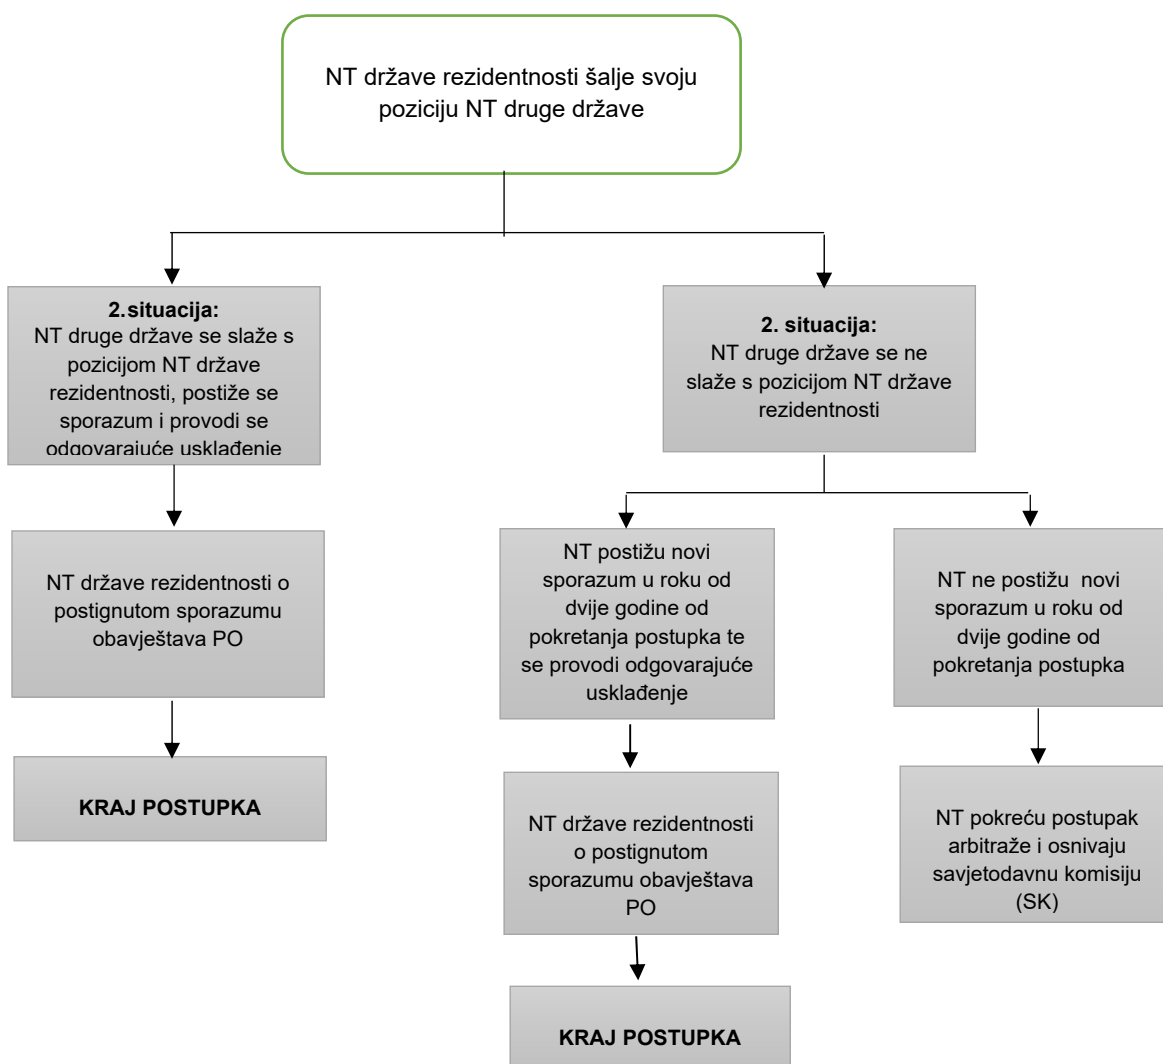 NT države rezidentnosti šalje svoju
poziciju NT druge države
2.situacija:
NT druge države se slaže s
pozicijom NT države
rezidentnosti, postiže se
sporazum i provodi se
odgovarajuće usklađenje
NT države rezidentnosti o
postignutom sporazumu
obavještava PO
KRAJ POSTUPKA
2. situacija:
NT druge države se ne
slaže s pozicijom NT države
rezidentnosti
NT postižu novi
sporazum u roku od
dvije godine od
pokretanja postupka te
se provodi odgovarajuće
usklađenje
NT države rezidentnosti
o postignutom
sporazumu obavještava
PO
KRAJ POSTUPKA
NT ne postižu novi
sporazum u roku od
dvije godine od
pokretanja postupka
NT pokreću postupak
arbitraže i osnivaju
savjetodavnu komisiju
(SK)